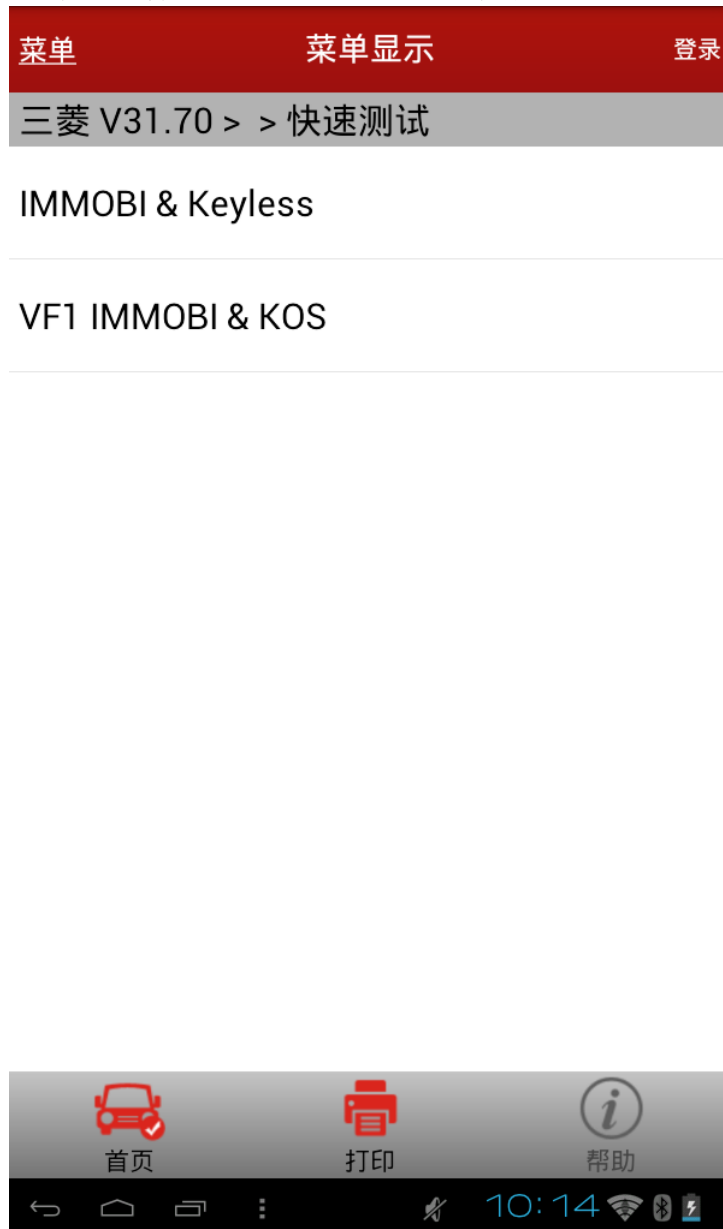 菜单 菜单显示 登录
三菱 V31.70 > > 快速测试
IMMOBI & Keyless
VF1 IMMOBI & KOS
首页 打印 帮助
10:14